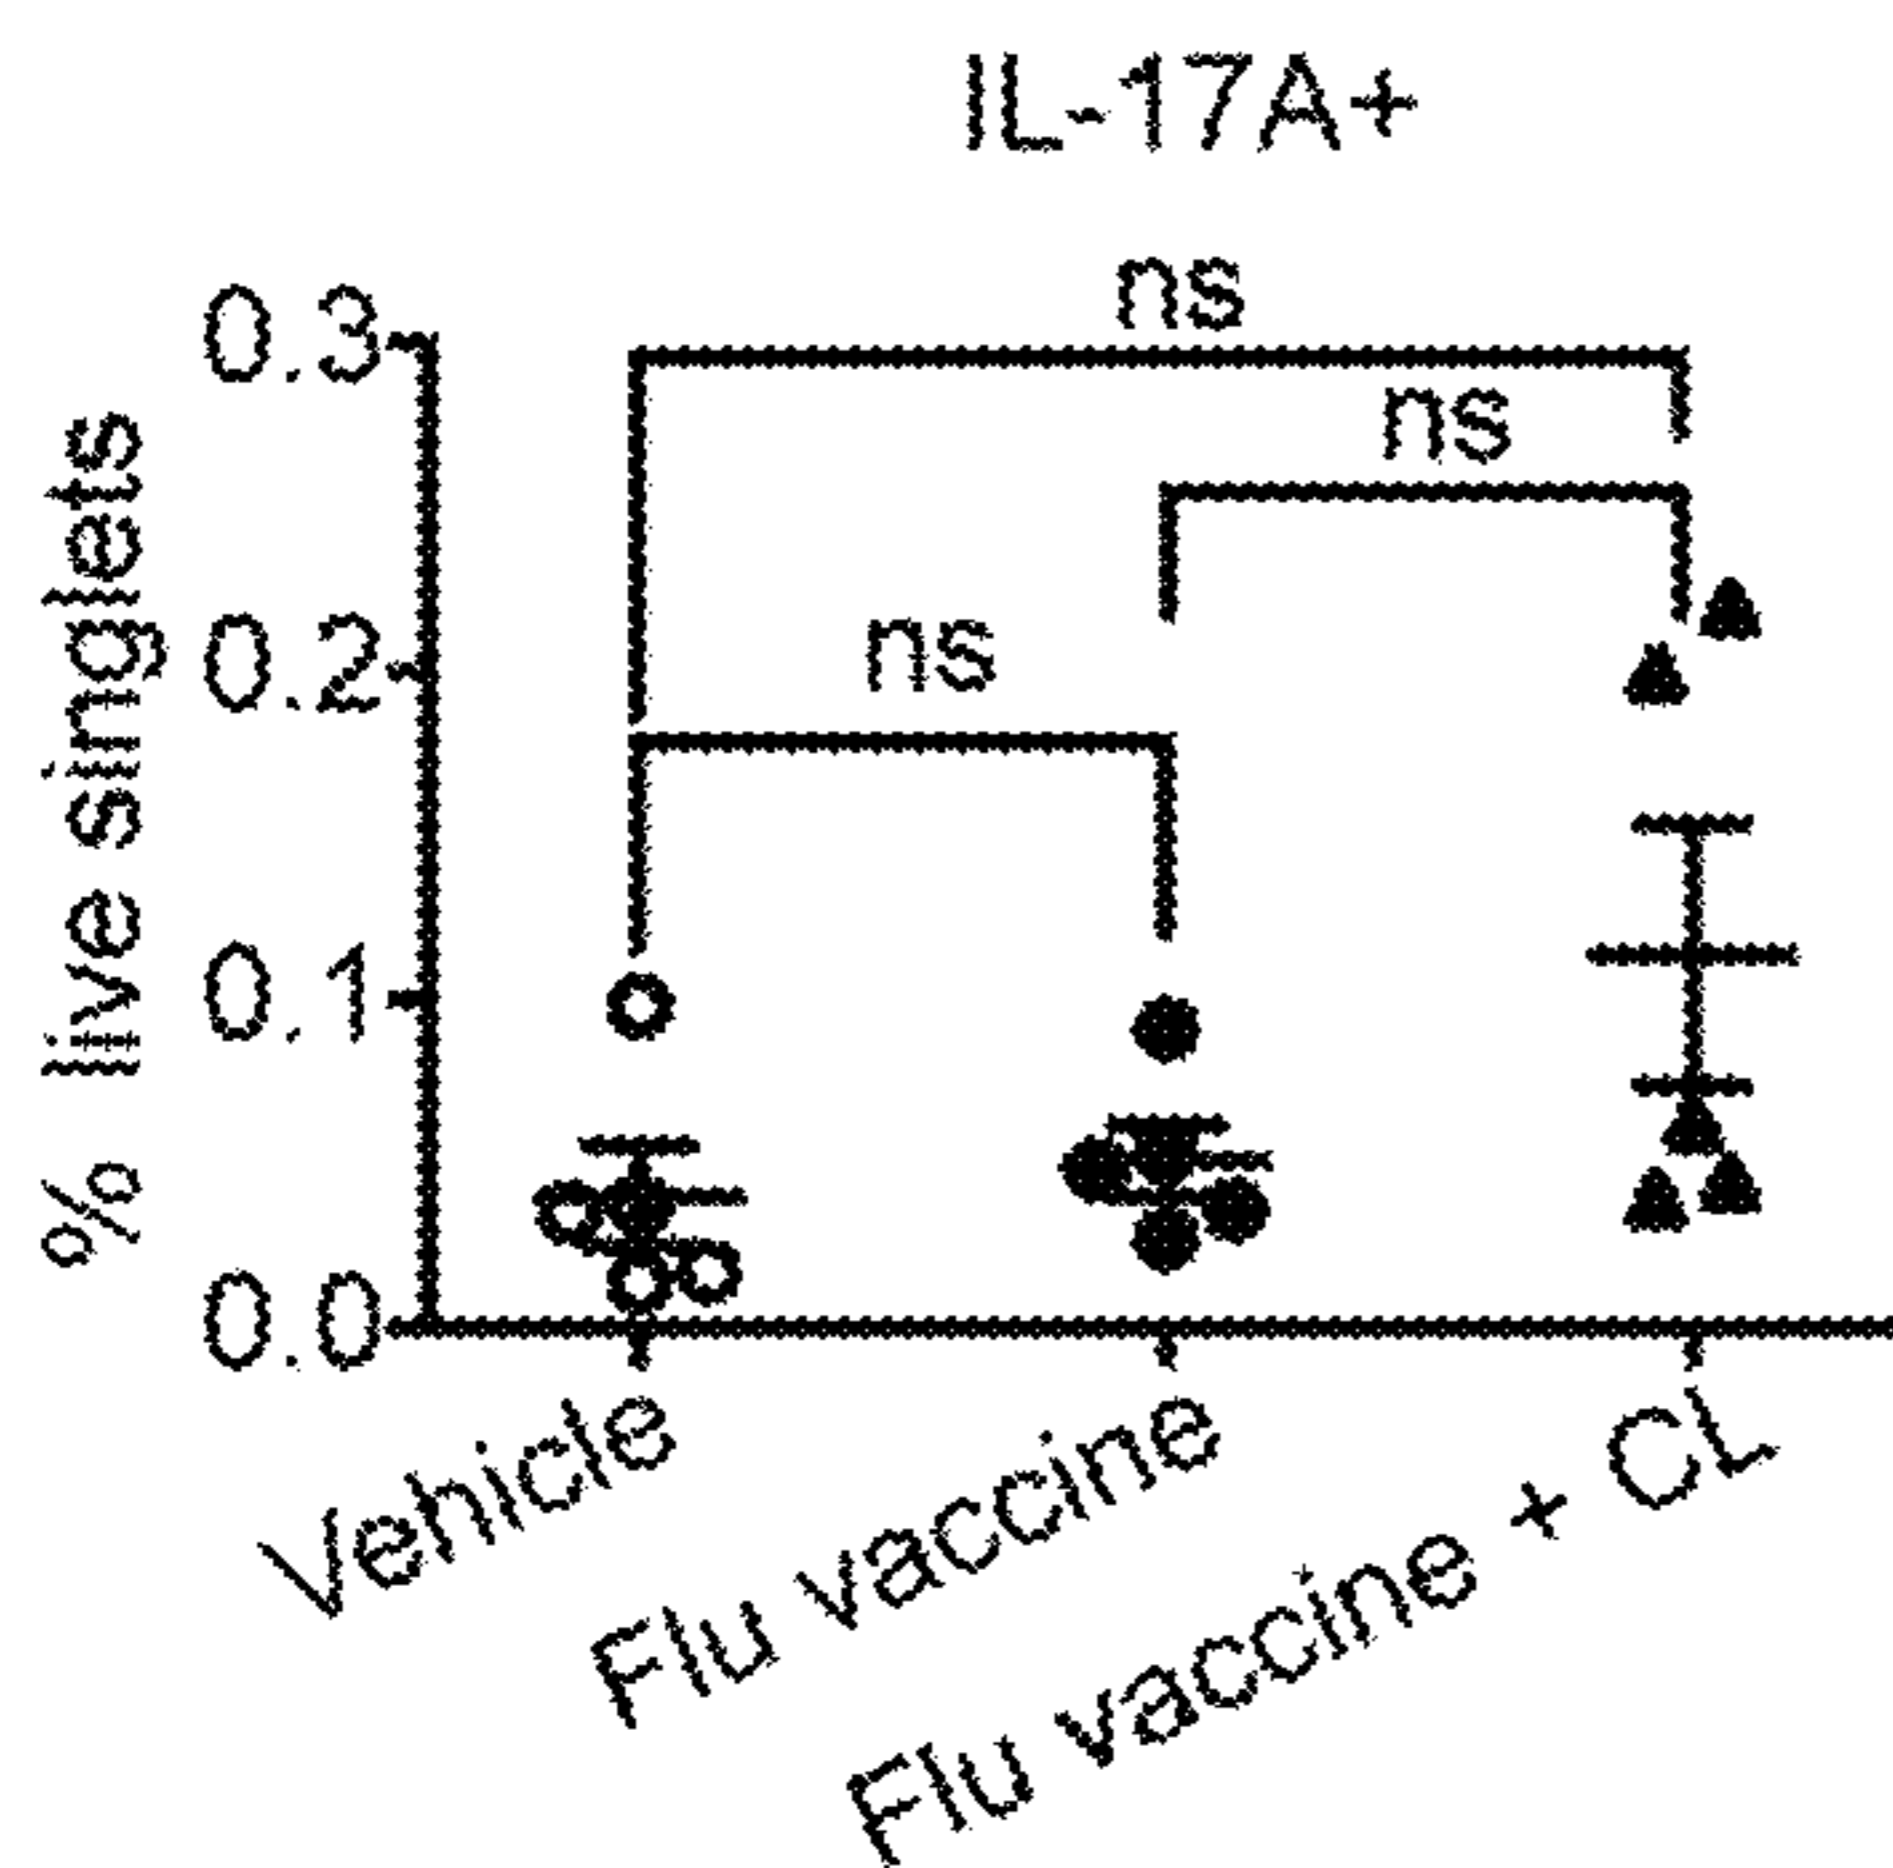 IL-17A+
ns
ns
ns
% live singlets
0.3
0.2
0.1
0.0
Vehicle
Flu vaccine
Flu vaccine + CL